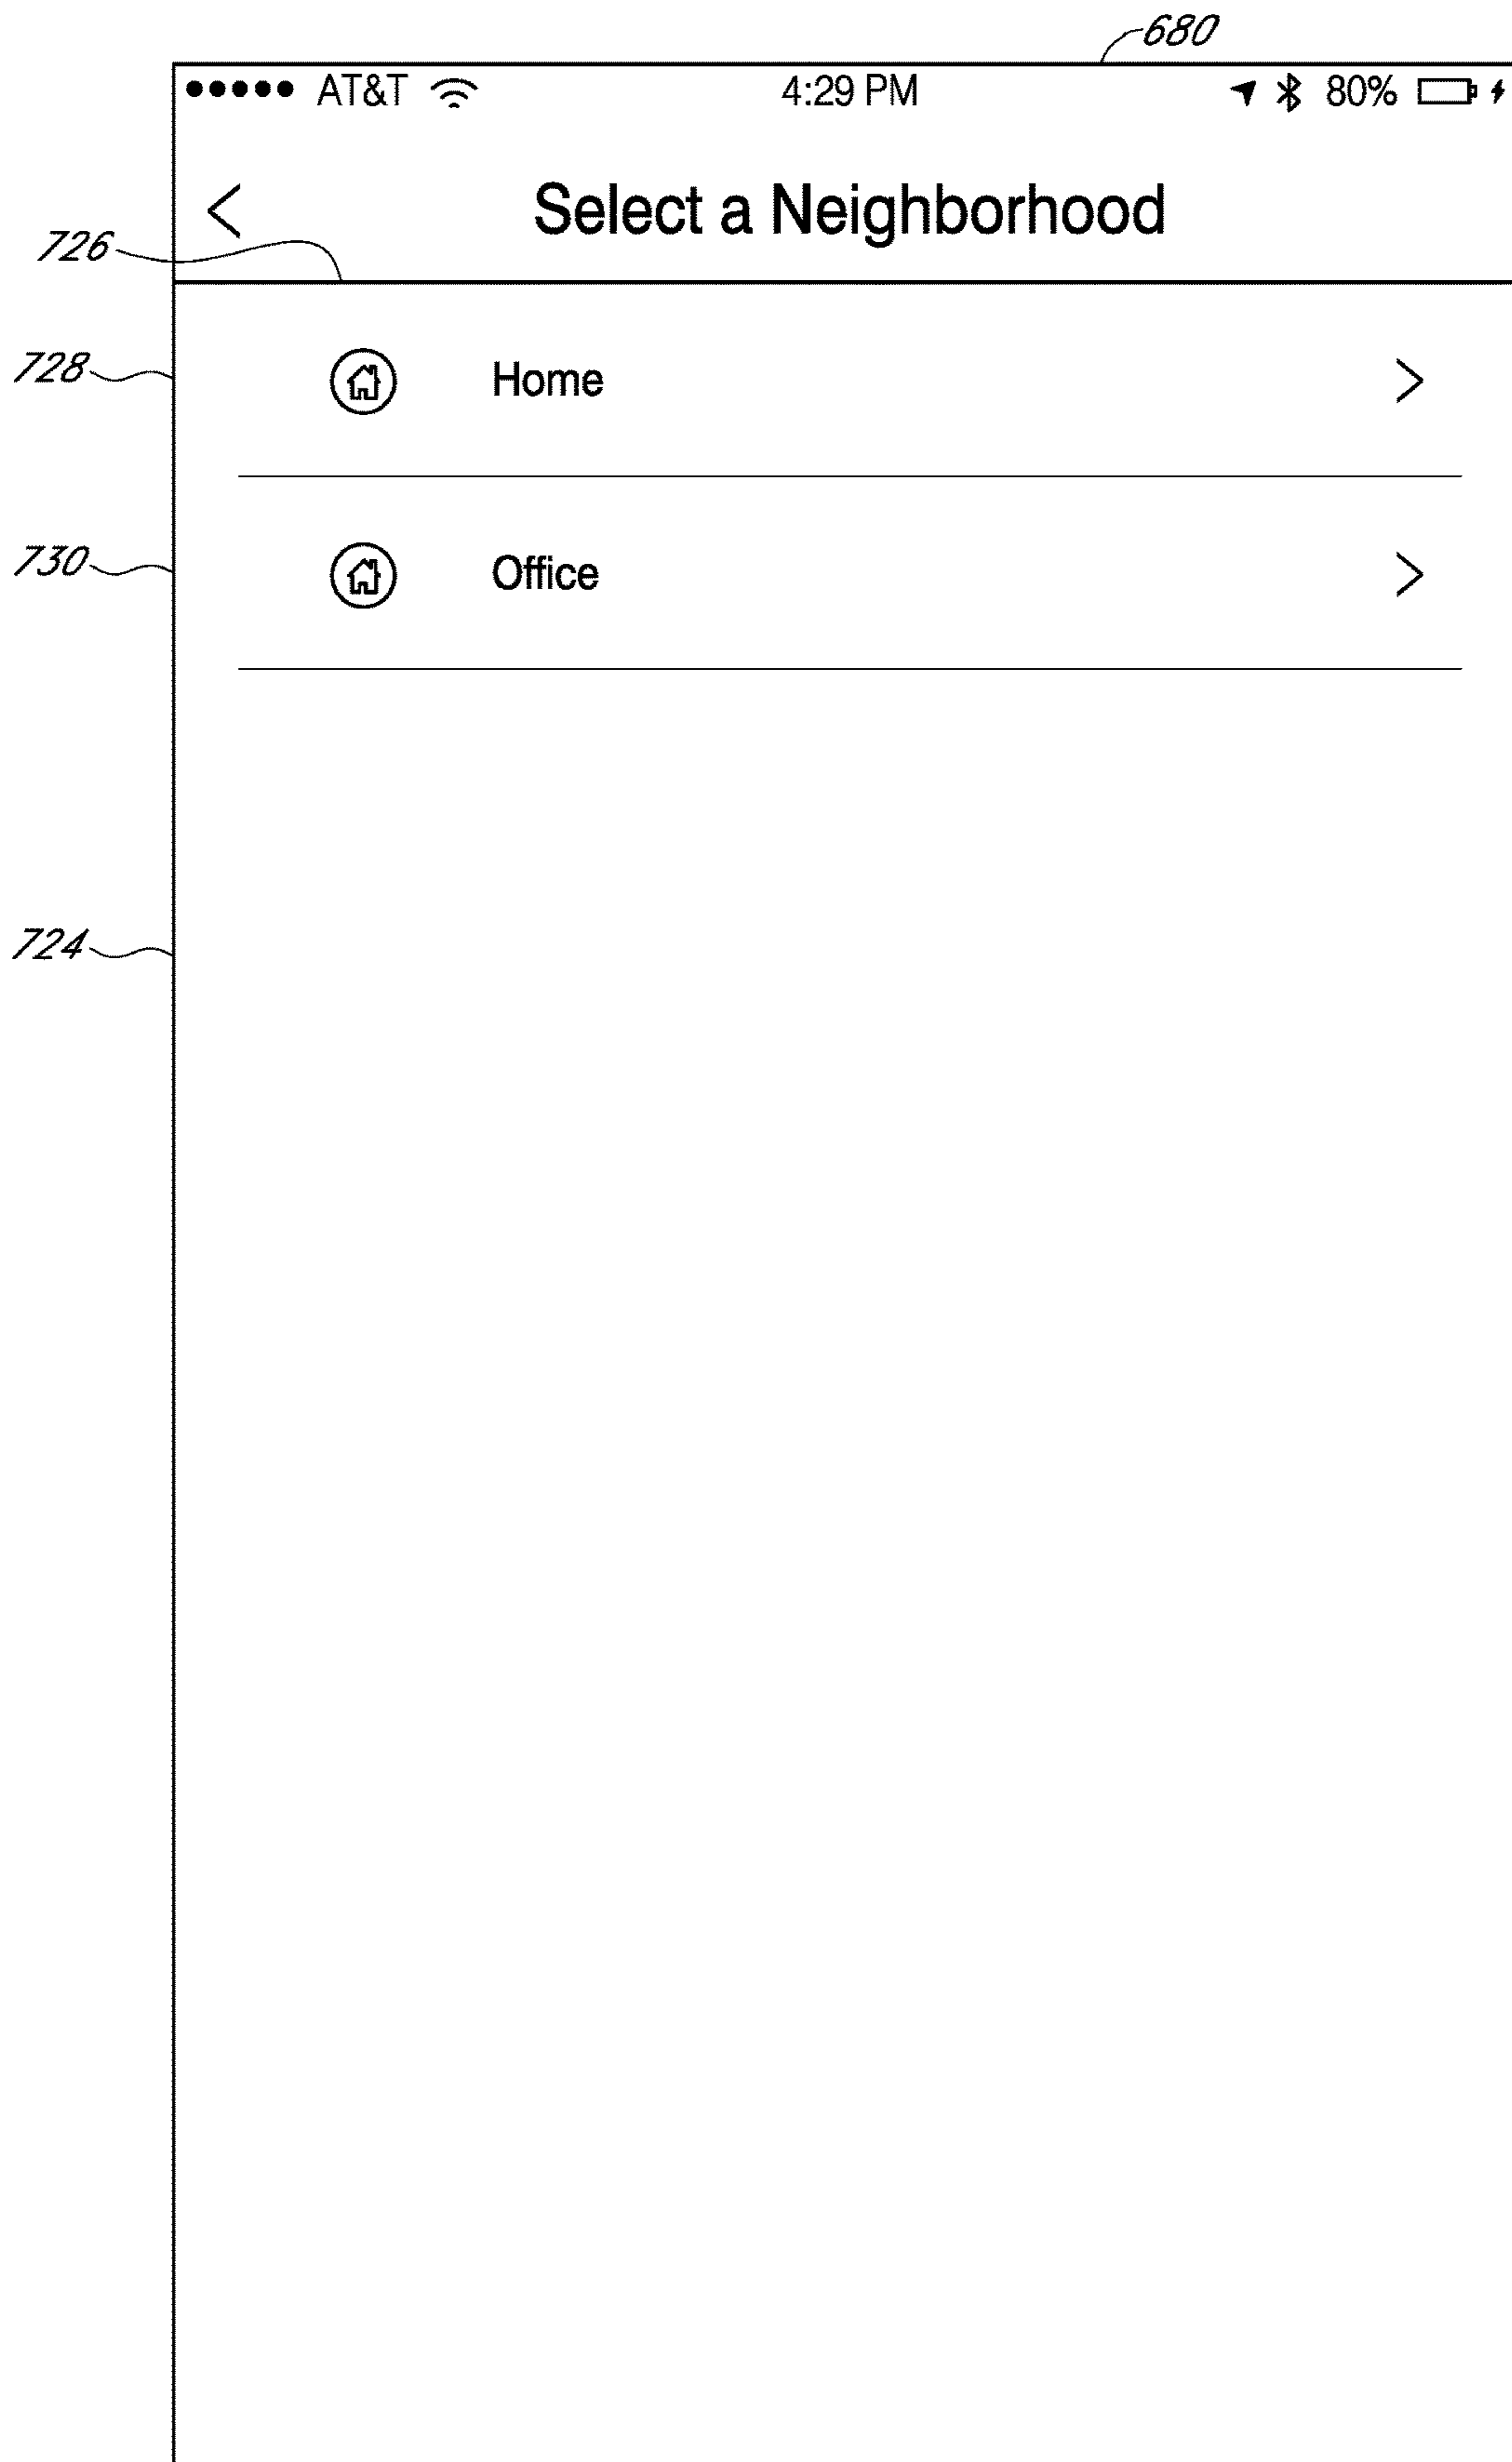 680
AT&T 4:29 PM 80%
Select a Neighborhood
726
728 Home
730 Office
724